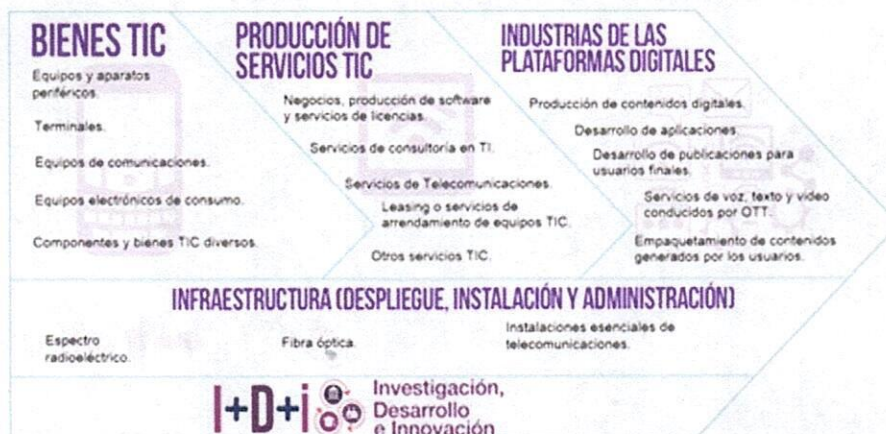 BIENES TIC
Equipos y aparatos
periféricos.
Terminales.
Equipos de comunicaciones.
Equipos electrónicos de consumo.
Componentes y bienes TIC diversos.
PRODUCCIÓN DE
SERVICIOS TIC
Negocios, producción de software
y servicios de licencias.
Servicios de consultoría en TI.
Servicios de Telecomunicaciones.
Leasing o servicios de
arrendamiento de equipos TIC.
Otros servicios TIC.
INDUSTRIAS DE LAS
PLATAFORMAS DIGITALES
Producción de contenidos digitales.
Desarrollo de aplicaciones.
Desarrollo de publicaciones para
usuarios finales.
Servicios de voz, texto y video
conducidos por OTT.
Empaquetamiento de contenidos
generados por los usuarios.
INFRAESTRUCTURA (DESPLIEGUE, INSTALACIÓN Y ADMINISTRACIÓN)
Espectro
radioeléctrico.
Fibra óptica.
Instalaciones esenciales de
telecomunicaciones.
I+D+i
Investigación,
Desarrollo
e Innovación